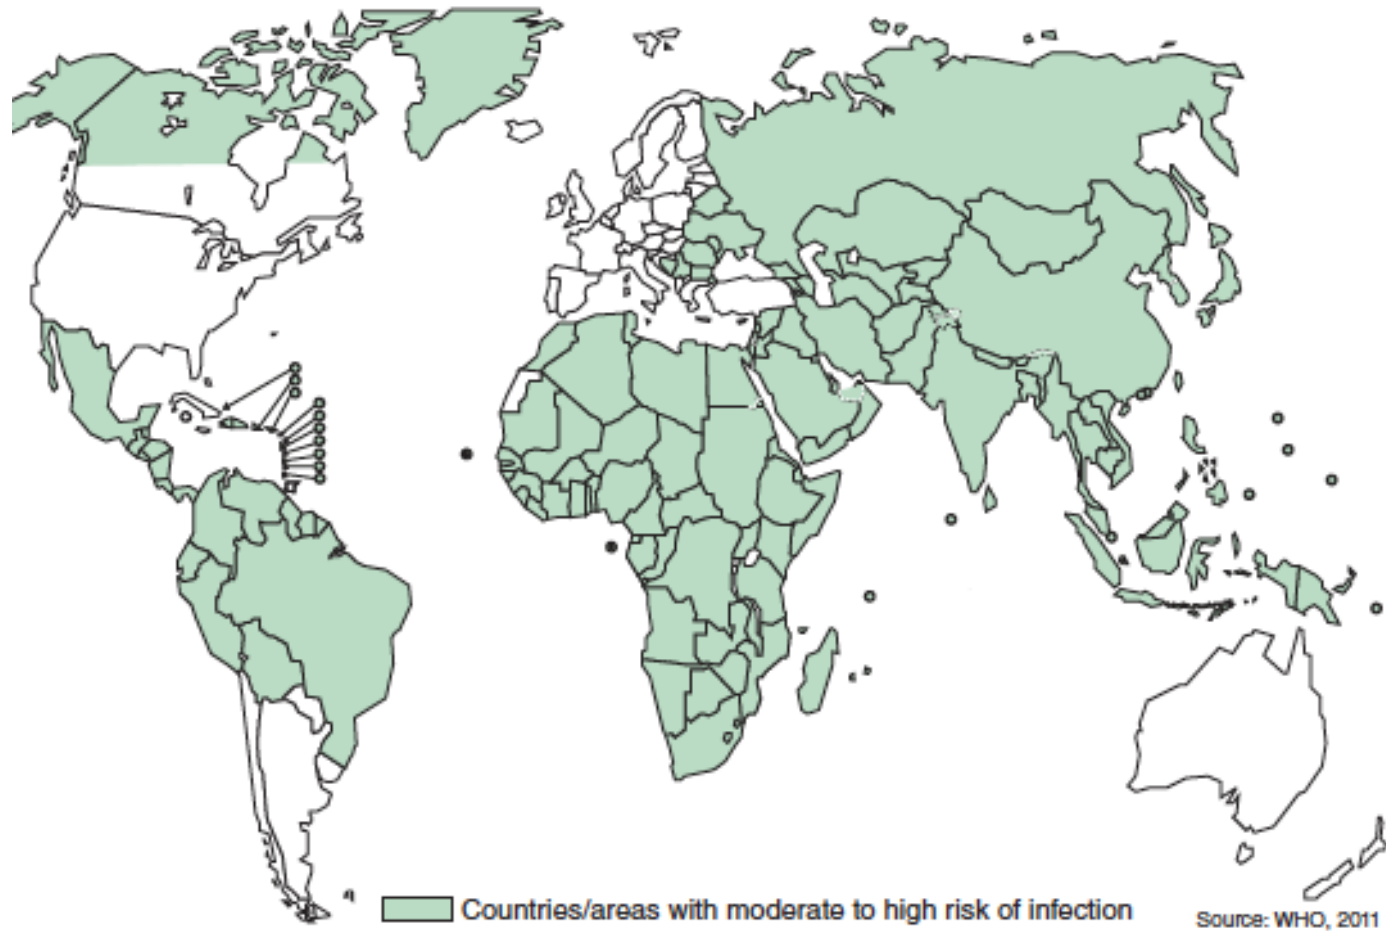 Countries/areas with moderate to high risk of infection
Source: WHO, 2011